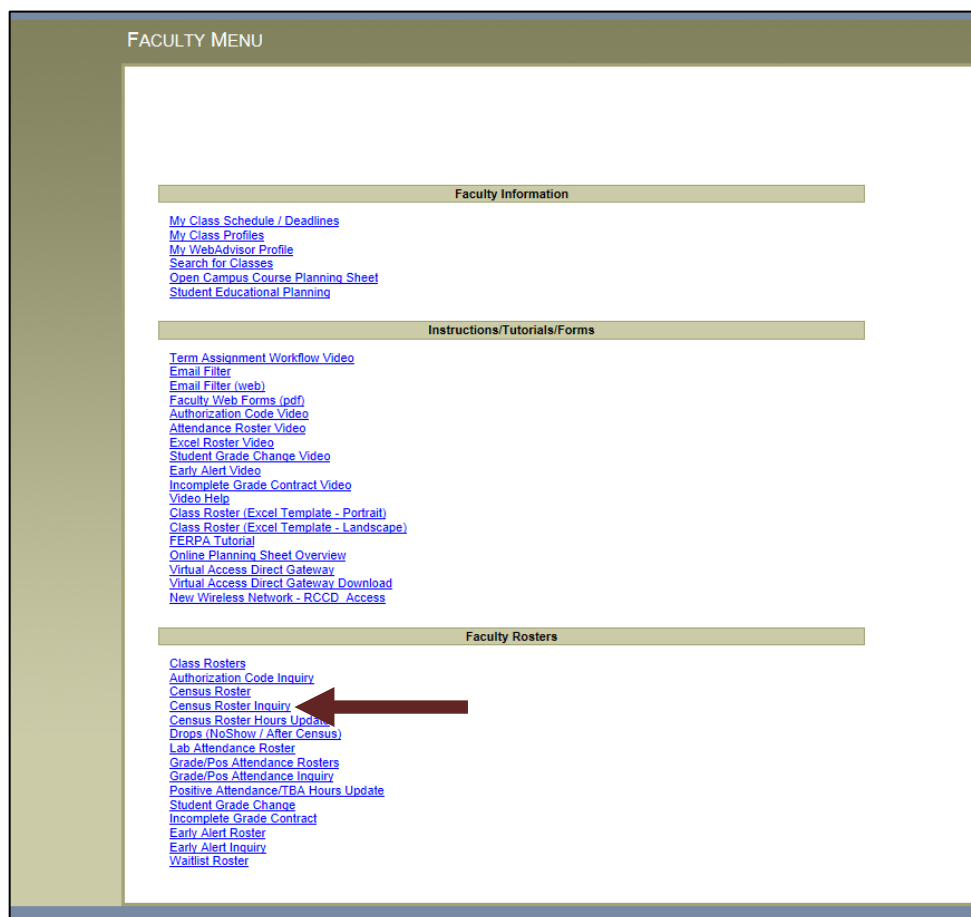 FACULTY MENU
Faculty Information
My Class Schedule / Deadlines
My Class Profiles
My WebAdvisor Profile
Search for Classes
Open Campus Course Planning Sheet
Student Educational Planning
Instructions/Tutorials/Forms
Term Assignment Workflow Video
Email Filter
Email Filter (web)
Faculty Web Forms (pdf)
Authorization Code Video
Attendance Roster Video
Excel Roster Video
Student Grade Change Video
Early Alert Video
Incomplete Grade Contract Video
Video Help
Class Roster (Excel Template - Portrait)
Class Roster (Excel Template - Landscape)
FERPA Tutorial
Online Planning Sheet Overview
Virtual Access Direct Gateway
Virtual Access Direct Gateway Download
New Wireless Network - RCCD_Access
Faculty Rosters
Class Rosters
Authorization Code Inquiry
Census Roster
Census Roster Inquiry
Census Roster Hours Update
Drops (NoShow / After Census)
Lab Attendance Roster
Grade/Pos Attendance Rosters
Grade/Pos Attendance Inquiry
Positive Attendance/TBA Hours Update
Student Grade Change
Incomplete Grade Contract
Early Alert Roster
Early Alert Inquiry
Waitlist Roster